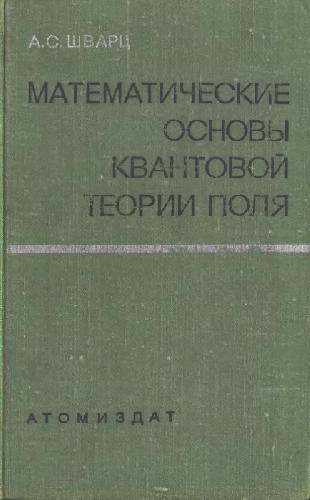 А.С. ШВАРЦ
МАТЕМАТИЧЕСКИЕ
ОСНОВЫ
КВАНТОВОЙ
ТЕОРИИ ПОЛЯ
АТОМИЗДАТ